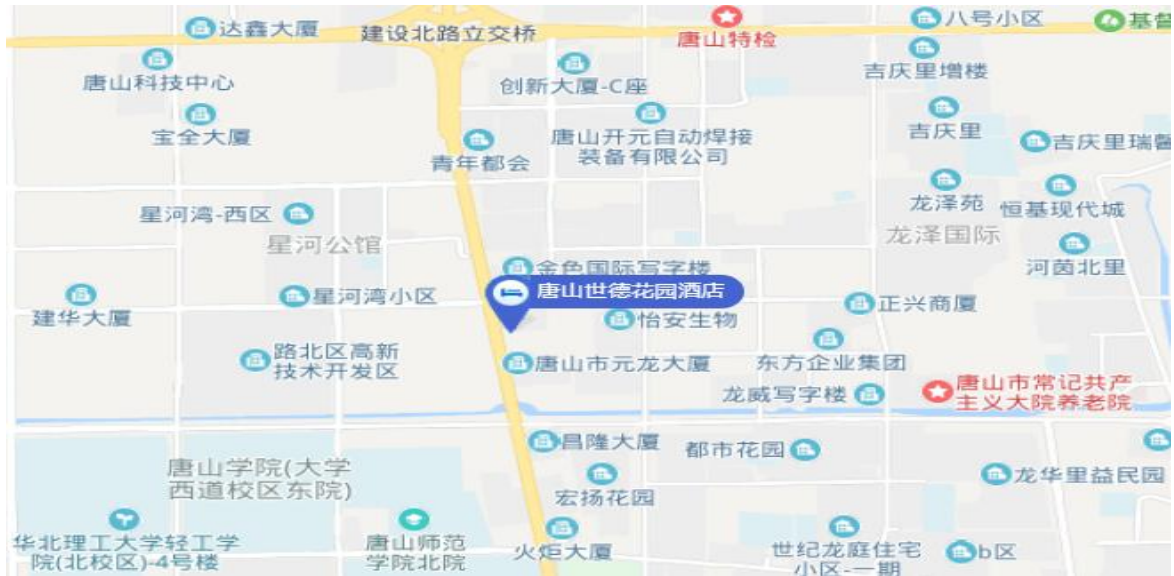 达鑫大厦
建设北路立交桥
唐山特检
八号小区
基督
唐山科技中心
创新大厦-C座
吉庆里增楼
宝全大厦
青年都会
唐山开元自动焊接
装备有限公司
吉庆里
吉庆里瑞馨
星河湾-西区
星河公馆
龙泽苑
恒基现代城
龙泽国际
河茵北里
金色国际写字楼
唐山世德花园酒店
建华大厦
星河湾小区
怡安生物
正兴商厦
路北区高新
技术开发区
唐山市元龙大厦
东方企业集团
龙威写字楼
唐山市常记共产
主义大院养老院
昌隆大厦
都市花园
唐山学院(大学
西道校区东院)
宏扬花园
龙华里益民园
华北理工大学轻工学
院(北校区)-4号楼
唐山师范
学院北院
火炬大厦
世纪龙庭住宅
小区-一期
b区